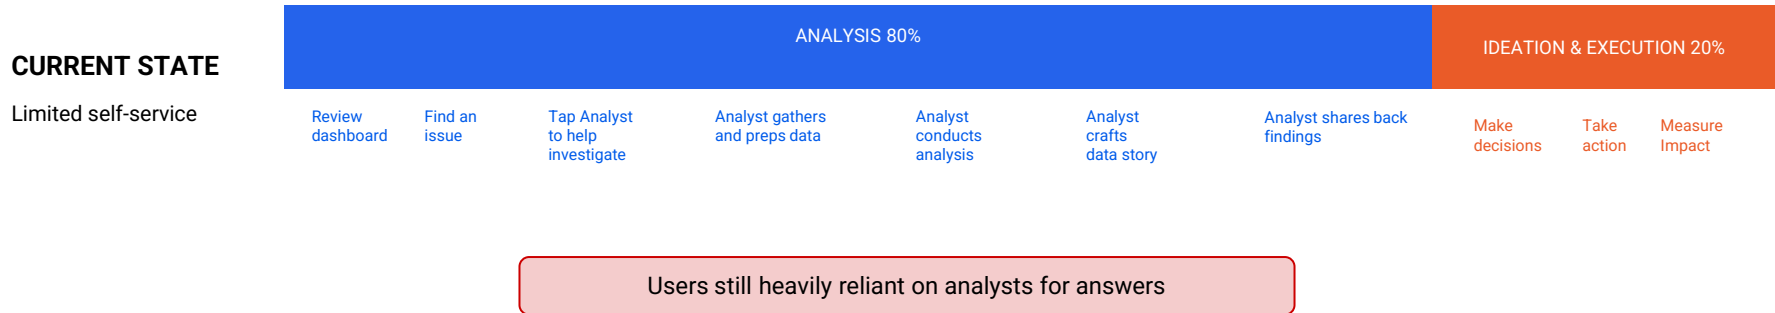 ANALYSIS 80%
IDEATION & EXECUTION 20%
CURRENT STATE
Limited self-service
Review
dashboard
Find an
issue
Tap Analyst
to help
investigate
Analyst gathers
and preps data
Analyst
conducts
analysis
Analyst
crafts
data story
Analyst shares back
findings
Make
decisions
Take
action
Measure
Impact
Users still heavily reliant on analysts for answers